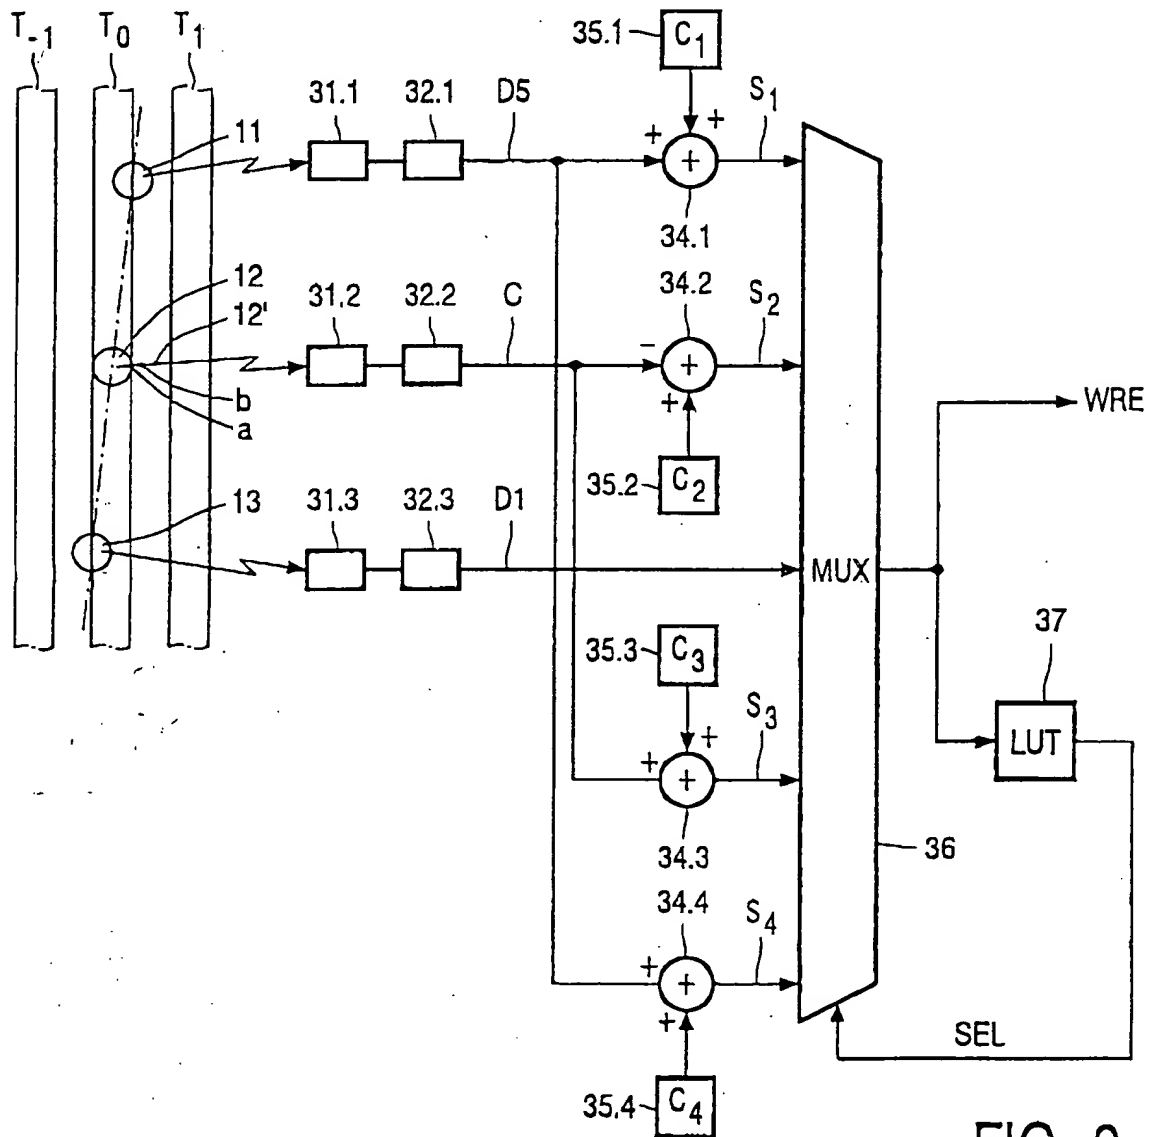 T-1 T0 T1
35.1 C1
31.1 32.1 D5 S1
11
+ +
+
34.1
12
12'
31.2 32.2 C 34.2 S2
-
+
+
b
a
WRE
35.2 C2
13
31.3 32.3 D1
MUX
35.3 C3
37
S3
+ +
+
LUT
34.3
36
34.4
S4
+
+
+
SEL
35.4 C4